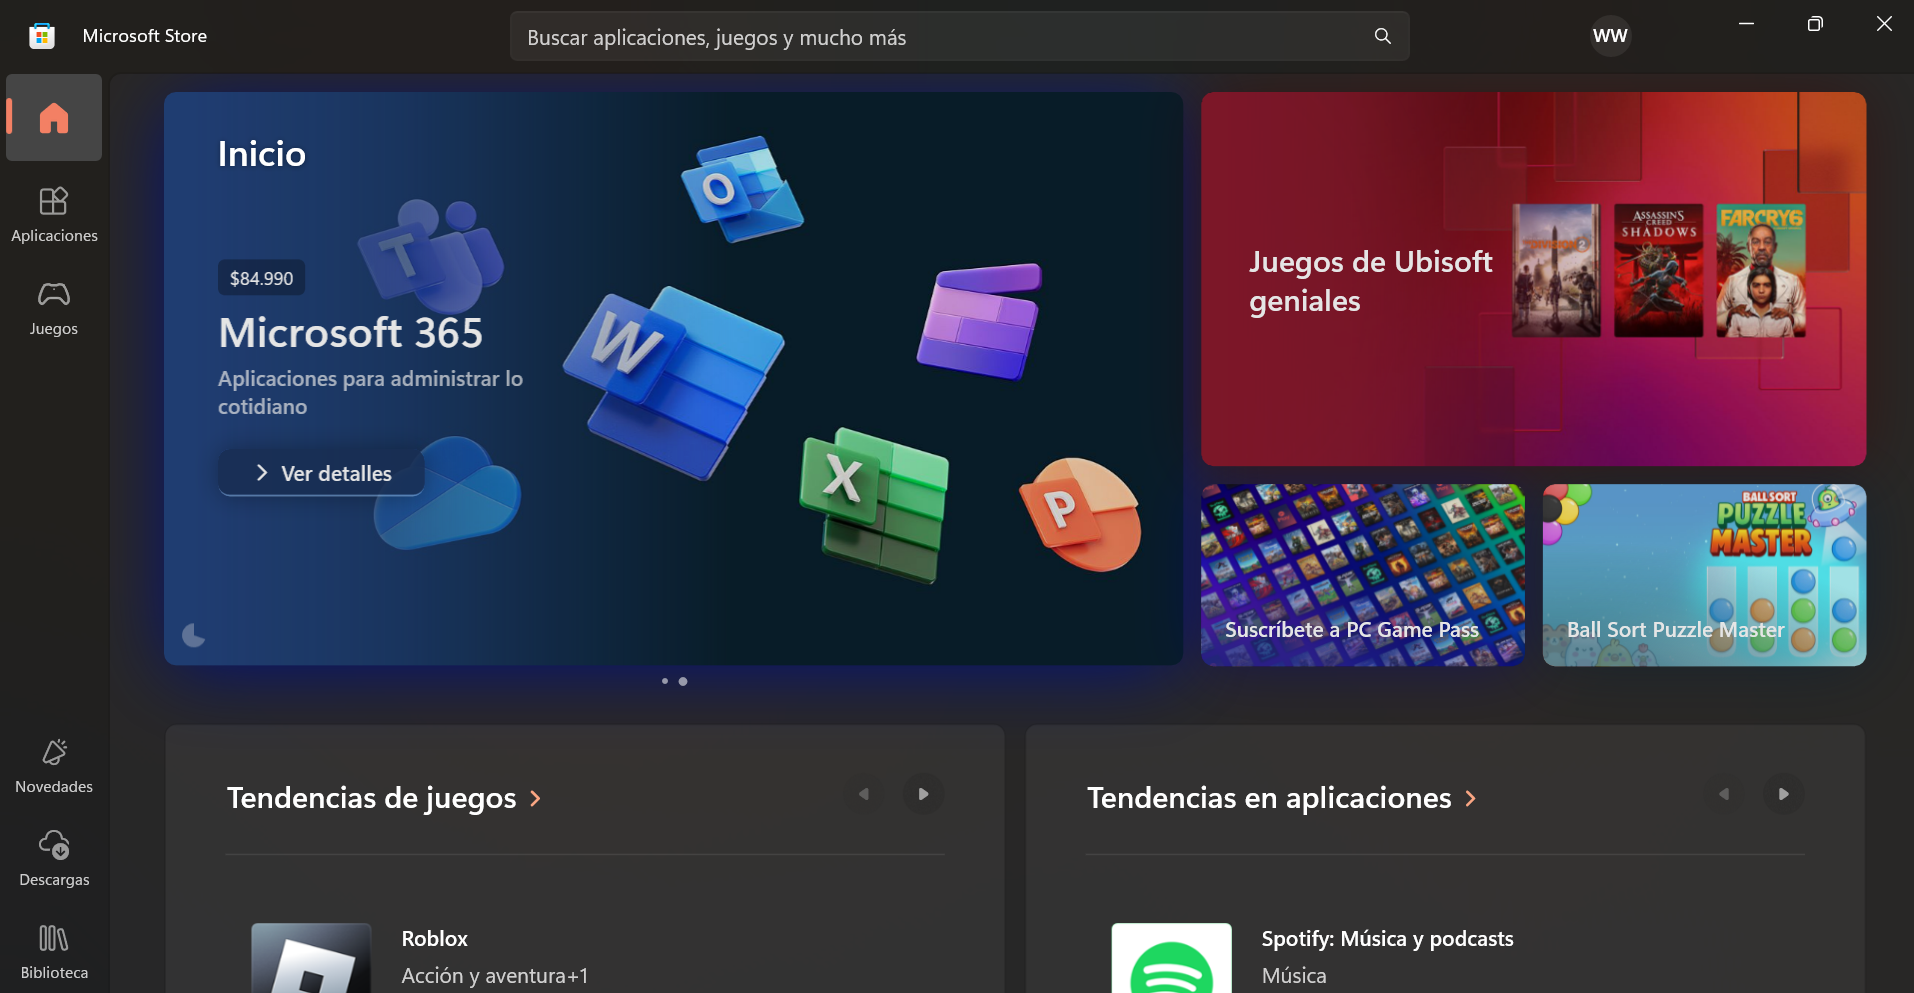 Microsoft Store
Buscar aplicaciones, juegos y mucho más
WW
Inicio
$84.990
Microsoft 365
Aplicaciones para administrar lo
cotidiano
Ver detalles
T
O
W
X
P
Juegos de Ubisoft
geniales
ASSASSIN'S
CREED
SHADOWS
FARCRY6
Suscríbete a PC Game Pass
BALL SORT
PUZZLE
MASTER
Ball Sort Puzzle Master
Aplicaciones
Juegos
Novedades
Descargas
Biblioteca
Tendencias de juegos
Roblox
Acción y aventura+1
Tendencias en aplicaciones
Spotify: Música y podcasts
Música